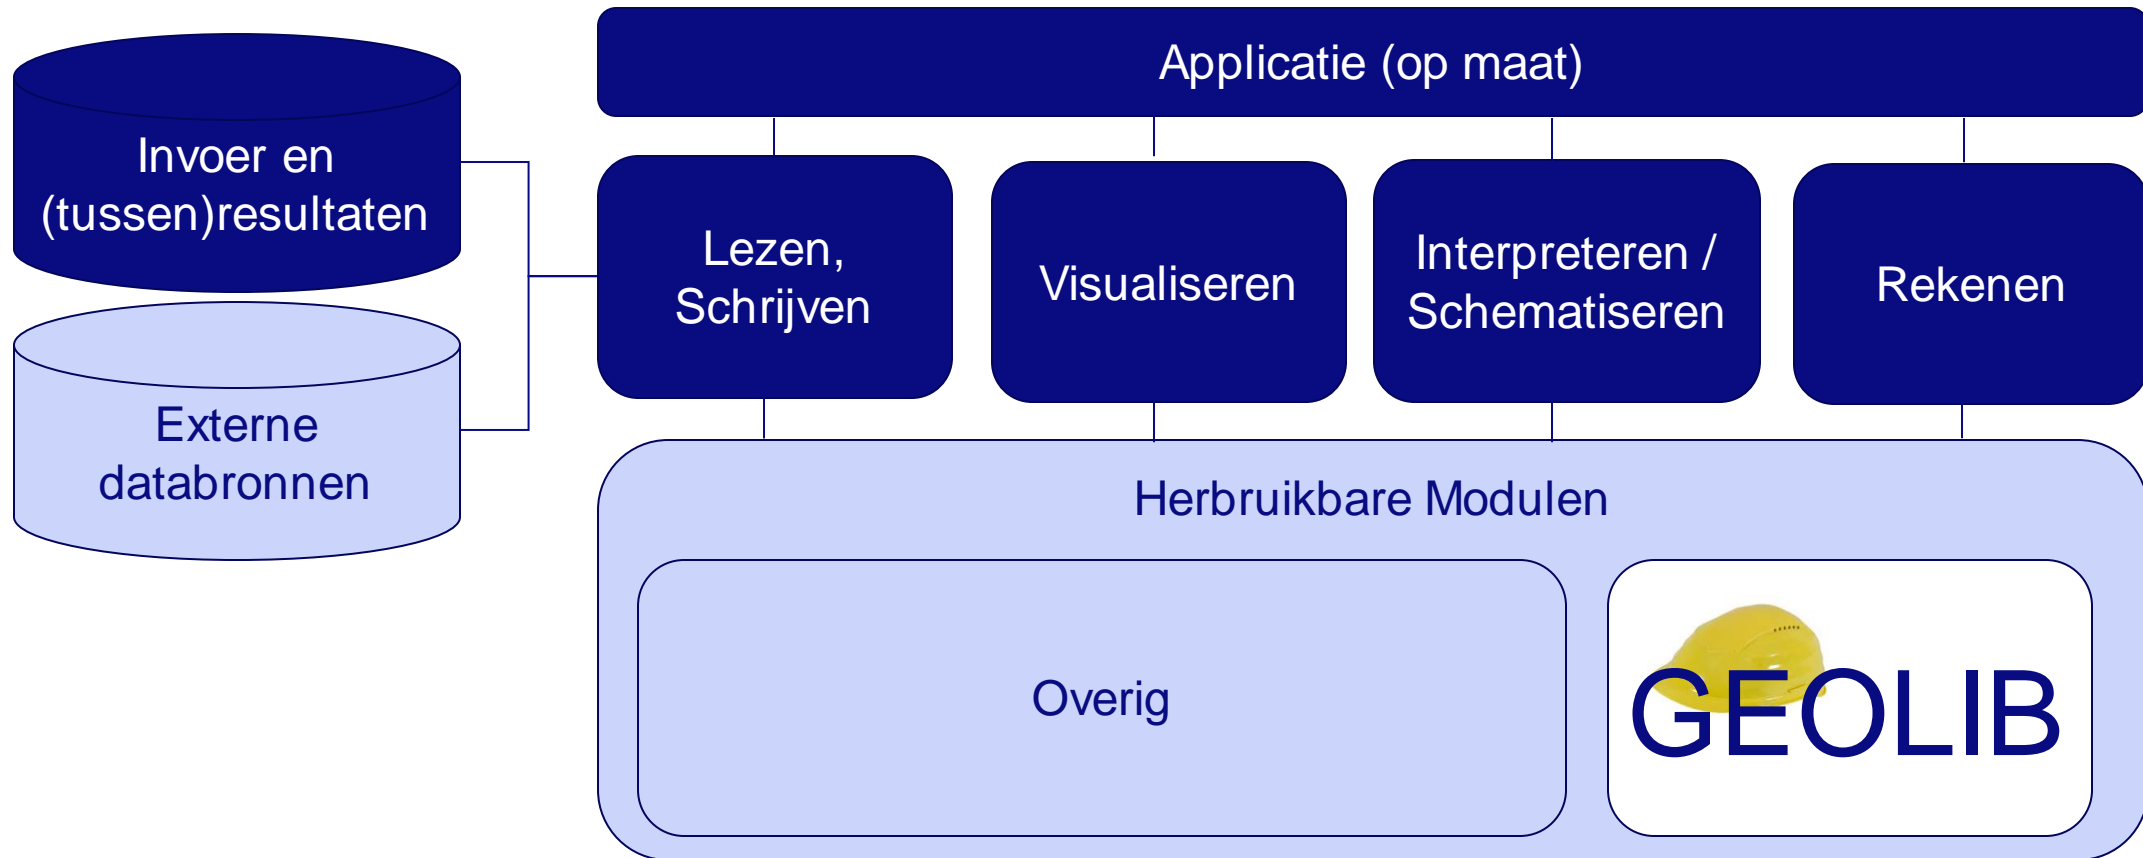 Applicatie (op maat)
Invoer en
(tussen)resultaten
Externe
databronnen
Lezen,
Schrijven
Visualiseren
Interpreteren /
Schematiseren
Rekenen
Herbruikbare Modulen
Overig
GEOLIB